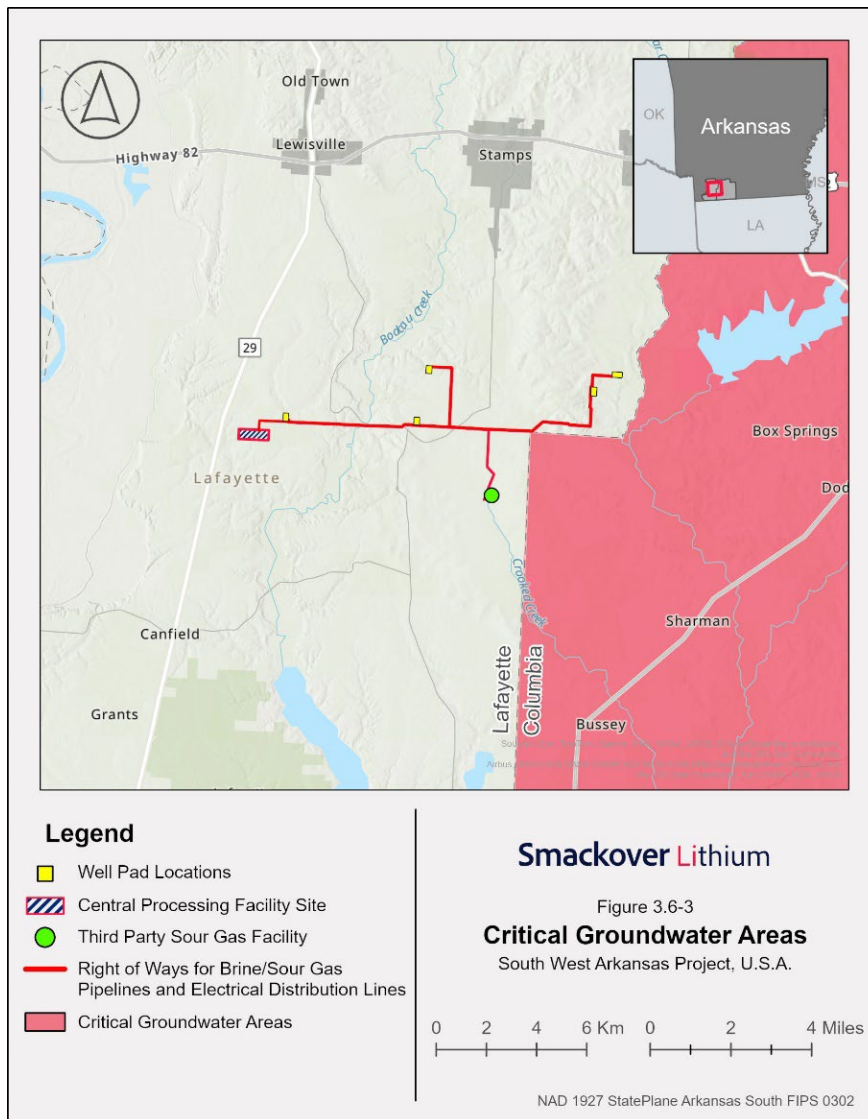 Old Town
Lewisville
Highway 82
Stamps
OK
Arkansas
MS
LA
29
Bodcau Creek
Lafayette
Box Springs
Crooked Creek
Canfield
Sharman
Grants
Lafayette
Columbia
Bussey
Legend
Well Pad Locations
Central Processing Facility Site
Third Party Sour Gas Facility
Right of Ways for Brine/Sour Gas
Pipelines and Electrical Distribution Lines
Critical Groundwater Areas
Smackover Lithium
Figure 3.6-3
Critical Groundwater Areas
South West Arkansas Project, U.S.A.
0 2 4 6 Km
0 2 4 Miles
NAD 1927 StatePlane Arkansas South FIPS 0302